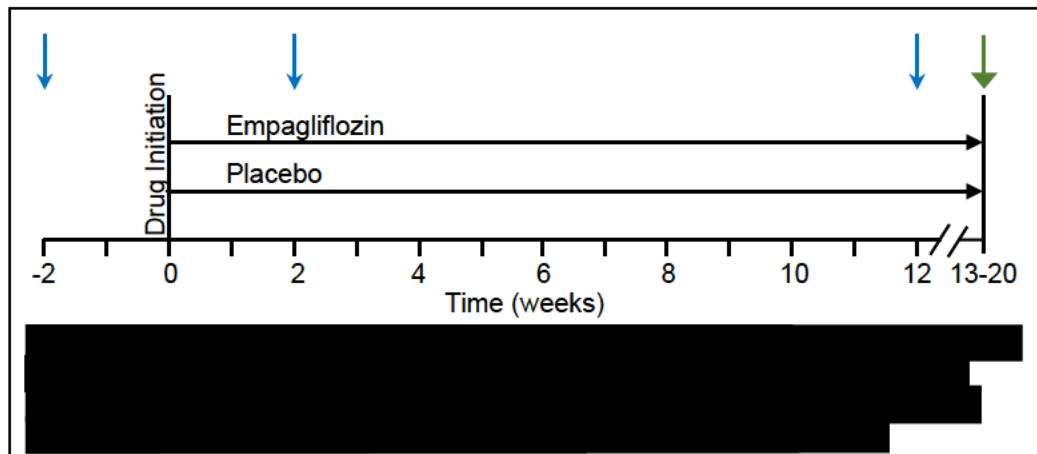 Drug Initiation
Empagliflozin
Placebo
-2 0 2 4 6 8 10 12 13-20
Time (weeks)